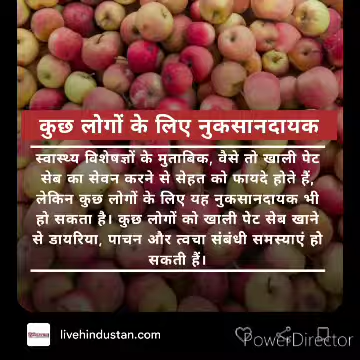 कुछ लोगों के लिए नुकसानदायक
स्वास्थ्य विशेषज्ञों के मुताबिक, वैसे तो खाली पेट
सेब का सेवन करने से सेहत को फायदे होते हैं,
लेकिन कुछ लोगों के लिए यह नुकसानदायक भी
हो सकता है। कुछ लोगों को खाली पेट सेब खाने
से डायरिया, पाचन और त्वचा संबंधी समस्याएं हो
सकती हैं।
livehindustan.com
PowerDirector